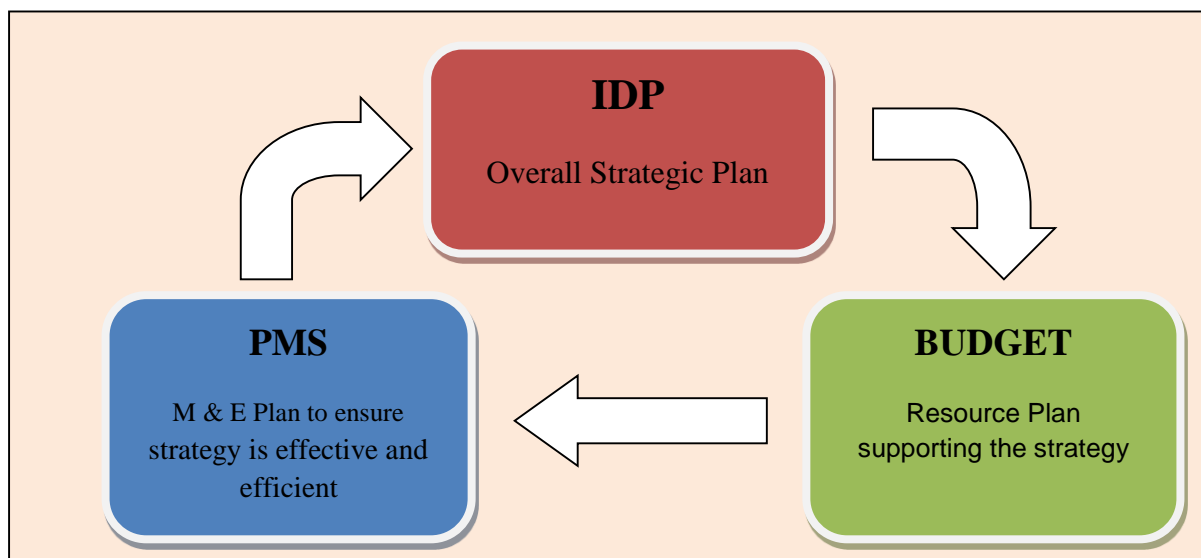 IDP
Overall Strategic Plan
PMS
M & E Plan to ensure
strategy is effective and
efficient
BUDGET
Resource Plan
supporting the strategy